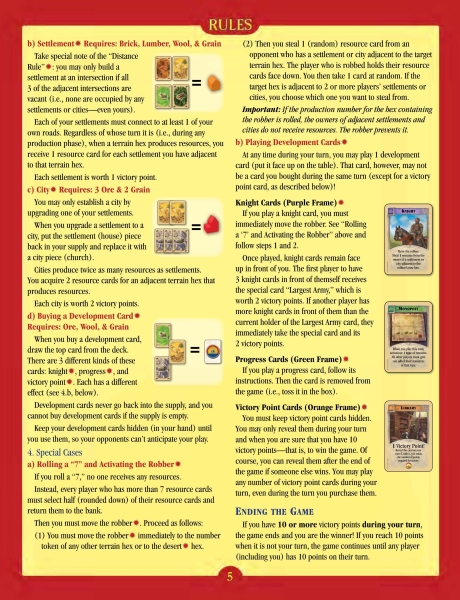 RULES
b) Settlement✷ Requires: Brick, Lumber, Wool, & Grain
Take special note of the "Distance
Rule"✷: you may only build a
settlement at an intersection if all
3 of the adjacent intersections are
vacant (i.e., none are occupied by any
settlements or cities—even yours).
Each of your settlements must connect to at least 1 of your
own roads. Regardless of whose turn it is (i.e., during any
production phase), when a terrain hex produces resources, you
receive 1 resource card for each settlement you have adjacent
to that terrain hex.
Each settlement is worth 1 victory point.
c) City✷ Requires: 3 Ore & 2 Grain
You may only establish a city by
upgrading one of your settlements.
When you upgrade a settlement to a
city, put the settlement (house) piece
back in your supply and replace it with
a city piece (church).
Cities produce twice as many resources as settlements.
You acquire 2 resource cards for an adjacent terrain hex that
produces resources.
Each city is worth 2 victory points.
d) Buying a Development Card✷
Requires: Ore, Wool, & Grain
When you buy a development card,
draw the top card from the deck.
There are 3 different kinds of these
cards: knight✷, progress✷, and
victory point✷. Each has a different
effect (see 4.b, below).
Development cards never go back into the supply, and you
cannot buy development cards if the supply is empty.
Keep your development cards hidden (in your hand) until
you use them, so your opponents can't anticipate your play.
4. Special Cases
a) Rolling a "7" and Activating the Robber✷
If you roll a "7," no one receives any resources.
Instead, every player who has more than 7 resource cards
must select half (rounded down) of their resource cards and
return them to the bank.
Then you must move the robber✷. Proceed as follows:
(1) You must move the robber✷ immediately to the number
token of any other terrain hex or to the desert✷ hex.
(2) Then you steal 1 (random) resource card from an
opponent who has a settlement or city adjacent to the target
terrain hex. The player who is robbed holds their resource
cards face down. You then take 1 card at random. If the
target hex is adjacent to 2 or more players' settlements or
cities, you choose which one you want to steal from.
Important: If the production number for the hex containing
the robber is rolled, the owners of adjacent settlements and
cities do not receive resources. The robber prevents it.
b) Playing Development Cards✷
At any time during your turn, you may play 1 development
card (put it face up on the table). That card, however, may not
be a card you bought during the same turn (except for a victory
point card, as described below)!
Knight Cards (Purple Frame)✷
If you play a knight card, you must
immediately move the robber. See "Rolling
a '7' and Activating the Robber" above and
follow steps 1 and 2.
Once played, knight cards remain face
up in front of you. The first player to have
3 knight cards in front of themself receives
the special card "Largest Army," which is
worth 2 victory points. If another player has
more knight cards in front of them than the
current holder of the Largest Army card, they
immediately take the special card and its
2 victory points.
KNIGHT
Progress Cards (Green Frame)✷
If you play a progress card, follow its
instructions. Then the card is removed
from the game (i.e., toss it in the box).
MONOPOLY
Victory Point Cards (Orange Frame)✷
You must keep victory point cards hidden.
You may only reveal them during your turn
and when you are sure that you have 10
victory points—that is, to win the game. Of
course, you can reveal them after the end of
the game if someone else wins. You may play
any number of victory point cards during your
turn, even during the turn you purchase them.
LIBRARY
1 Victory Point!
ENDING THE GAME
If you have 10 or more victory points during your turn,
the game ends and you are the winner! If you reach 10 points
when it is not your turn, the game continues until any player
(including you) has 10 points on their turn.
5